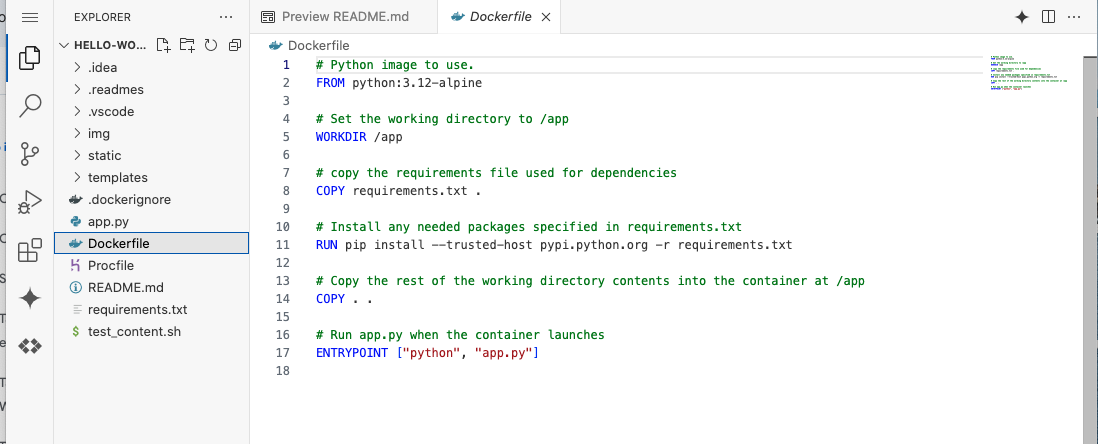 EXPLORER
HELLO-WO...
.idea
.readmes
.vscode
img
static
templates
.dockerignore
app.py
Dockerfile
Procfile
README.md
requirements.txt
$ test_content.sh
Preview README.md
Dockerfile
Dockerfile
1 # Python image to use.
2 FROM python:3.12-alpine
3
4 # Set the working directory to /app
5 WORKDIR /app
6
7 # copy the requirements file used for dependencies
8 COPY requirements.txt .
9
10 # Install any needed packages specified in requirements.txt
11 RUN pip install --trusted-host pypi.python.org -r requirements.txt
12
13 # Copy the rest of the working directory contents into the container at /app
14 COPY . .
15
16 # Run app.py when the container launches
17 ENTRYPOINT ["python", "app.py"]
18